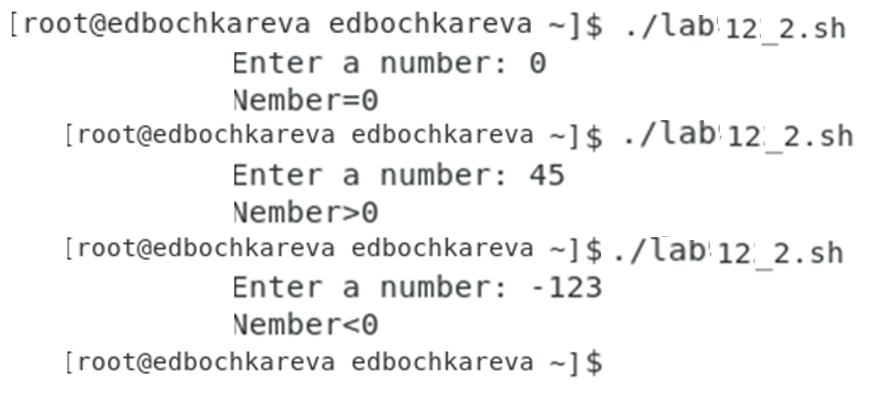 [root@edbochkareva edbochkareva ~]$ ./lab12_2.sh
Enter a number: 0
Nember=0
[root@edbochkareva edbochkareva ~]$ ./lab12_2.sh
Enter a number: 45
Nember>0
[root@edbochkareva edbochkareva ~]$ ./lab12_2.sh
Enter a number: -123
Nember<0
[root@edbochkareva edbochkareva ~]$